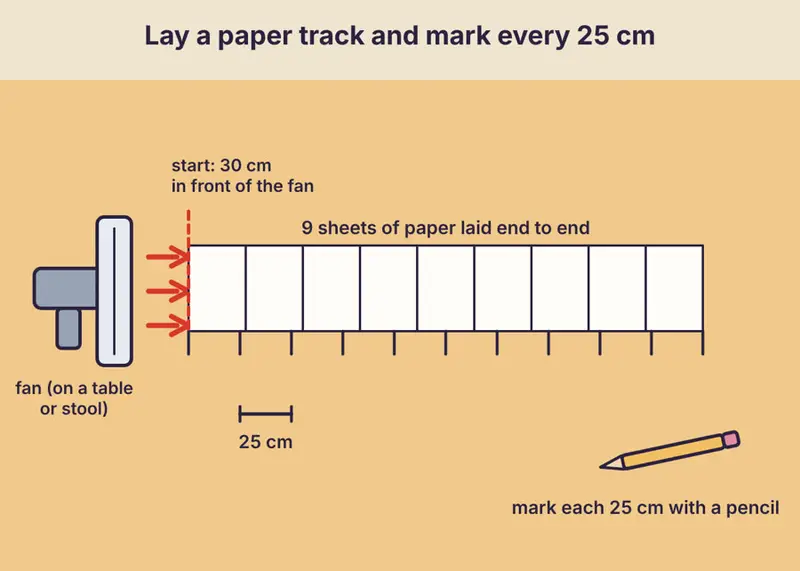 Lay a paper track and mark every 25 cm
start: 30 cm
in front of the fan
9 sheets of paper laid end to end
fan (on a table
or stool)
25 cm
mark each 25 cm with a pencil